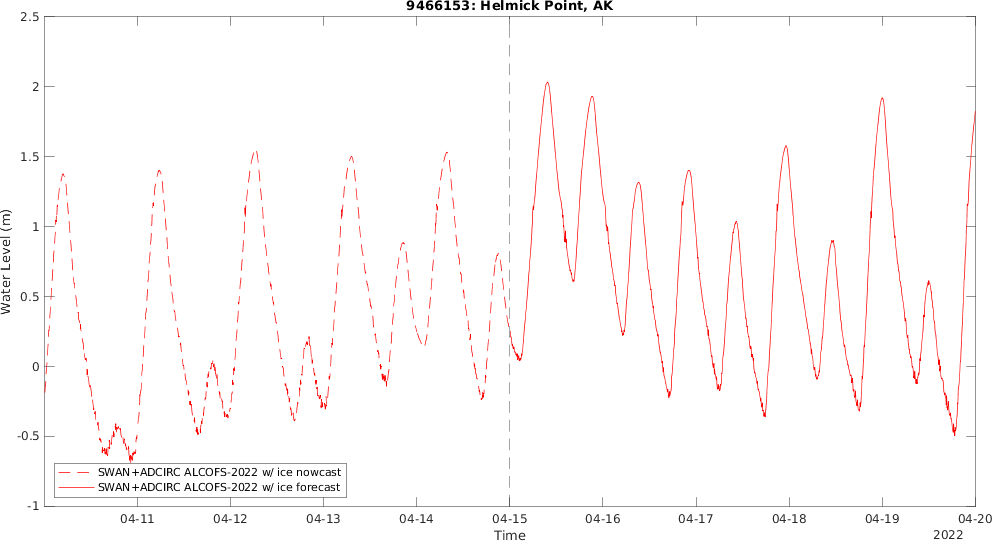 9466153: Helmick Point, AK
Water Level (m)
2.5
2
1.5
1
0.5
0
-0.5
-1
SWAN+ADCIRC ALCOFS-2022 w/ ice nowcast
SWAN+ADCIRC ALCOFS-2022 w/ ice forecast
04-11 04-12 04-13 04-14 04-15 04-16 04-17 04-18 04-19 04-20
Time
2022